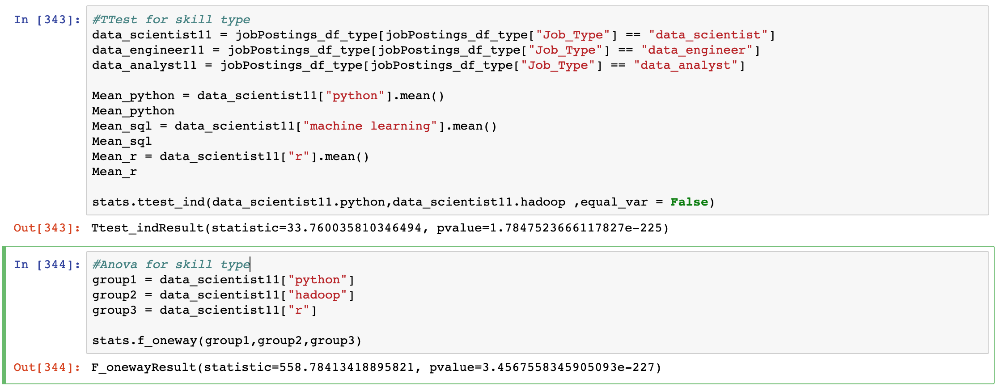 In [343]: #TTest for skill type
data_scientist11 = jobPostings_df_type[jobPostings_df_type["Job_Type"] == "data_scientist"]
data_engineer11 = jobPostings_df_type[jobPostings_df_type["Job_Type"] == "data_engineer"]
data_analyst11 = jobPostings_df_type[jobPostings_df_type["Job_Type"] == "data_analyst"]
Mean_python = data_scientist11["python"].mean()
Mean_python
Mean_sql = data_scientist11["machine learning"].mean()
Mean_sql
Mean_r = data_scientist11["r"].mean()
Mean_r
stats.ttest_ind(data_scientist11.python,data_scientist11.hadoop ,equal_var = False)
Out[343]: Ttest_indResult(statistic=33.760035810346494, pvalue=1.7847523666117827e-225)
In [344]: #Anova for skill type
group1 = data_scientist11["python"]
group2 = data_scientist11["hadoop"]
group3 = data_scientist11["r"]
stats.f_oneway(group1,group2,group3)
Out[344]: F_onewayResult(statistic=558.78413418895821, pvalue=3.4567558345905093e-227)